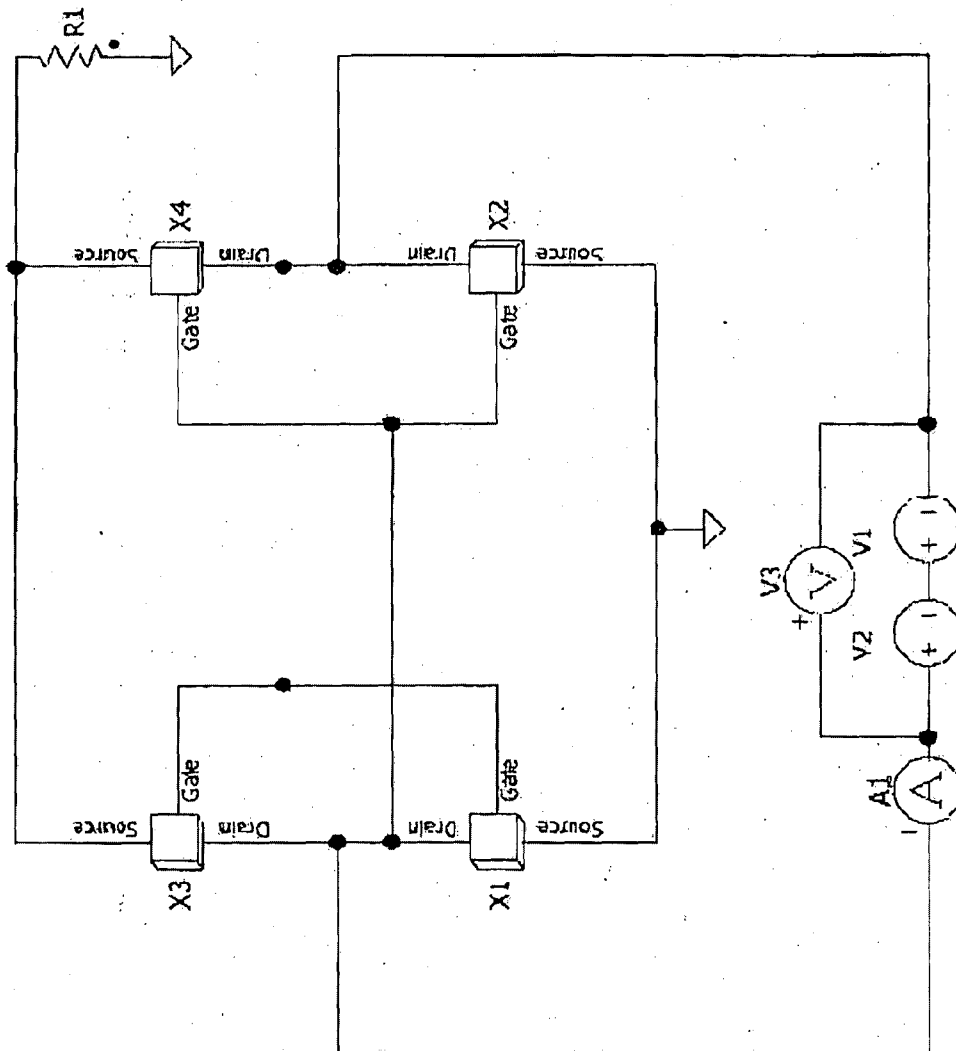 R1
Source
X4
Drain
Gate
Drain
X2
Gate
Source
Source
Gate
Drain
X3
Drain
Gate
Source
X1
V3
V
+
V1
+ -
V2
+ -
A1
A
-